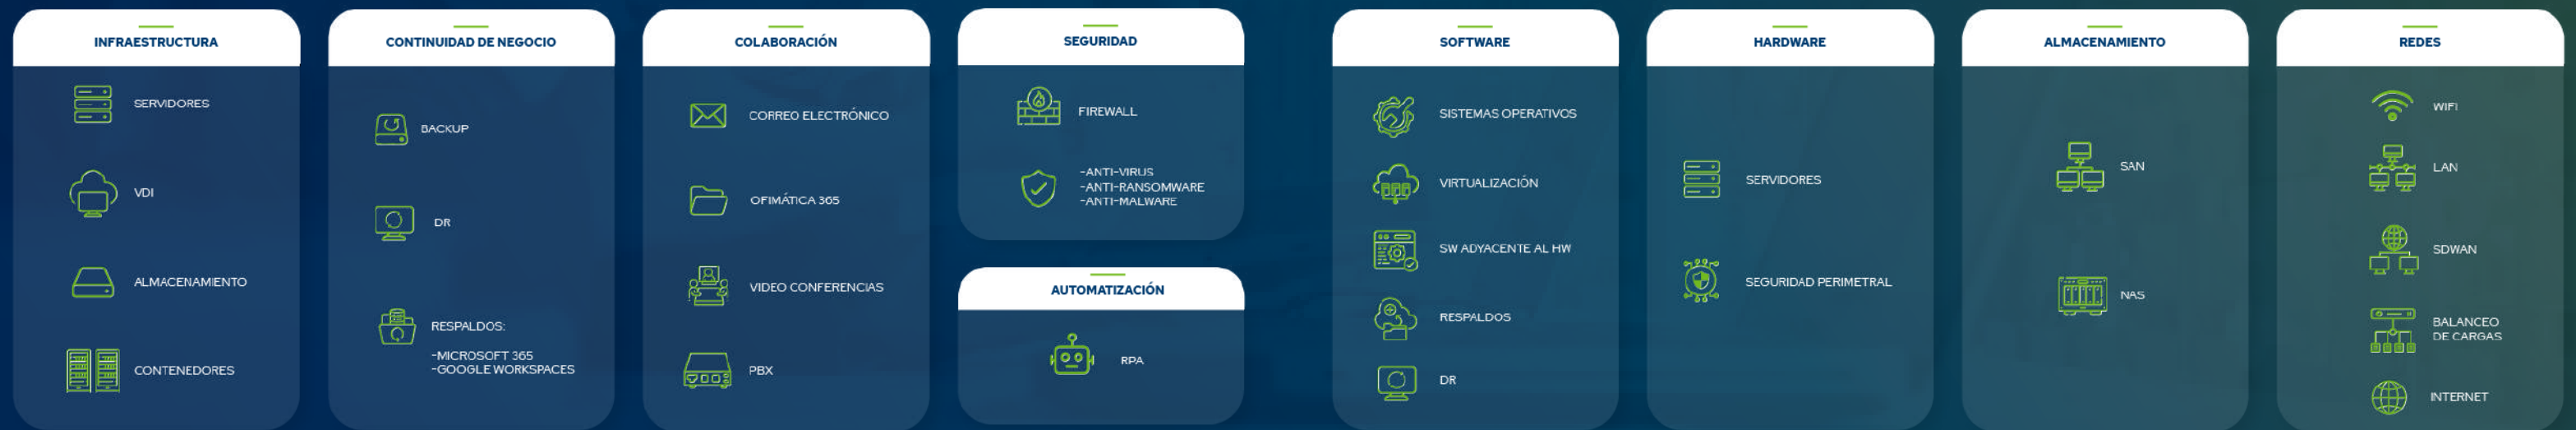 INFRAESTRUCTURA
SERVIDORES
VDI
ALMACENAMIENTO
CONTENEDORES
CONTINUIDAD DE NEGOCIO
BACKUP
DR
RESPALDOS:
-MICROSOFT 365
-GOOGLE WORKSPACES
COLABORACIÓN
CORREO ELECTRÓNICO
OFIMÁTICA 365
VIDEO CONFERENCIAS
PBX
SEGURIDAD
FIREWALL
-ANTI-VIRUS
-ANTI-RANSOMWARE
-ANTI-MALWARE
AUTOMATIZACIÓN
RPA
SOFTWARE
SISTEMAS OPERATIVOS
VIRTUALIZACIÓN
SW ADYACENTE AL HW
RESPALDOS
DR
HARDWARE
SERVIDORES
SEGURIDAD PERIMETRAL
ALMACENAMIENTO
SAN
NAS
REDES
WIFI
LAN
SDWAN
BALANCEO
DE CARGAS
INTERNET